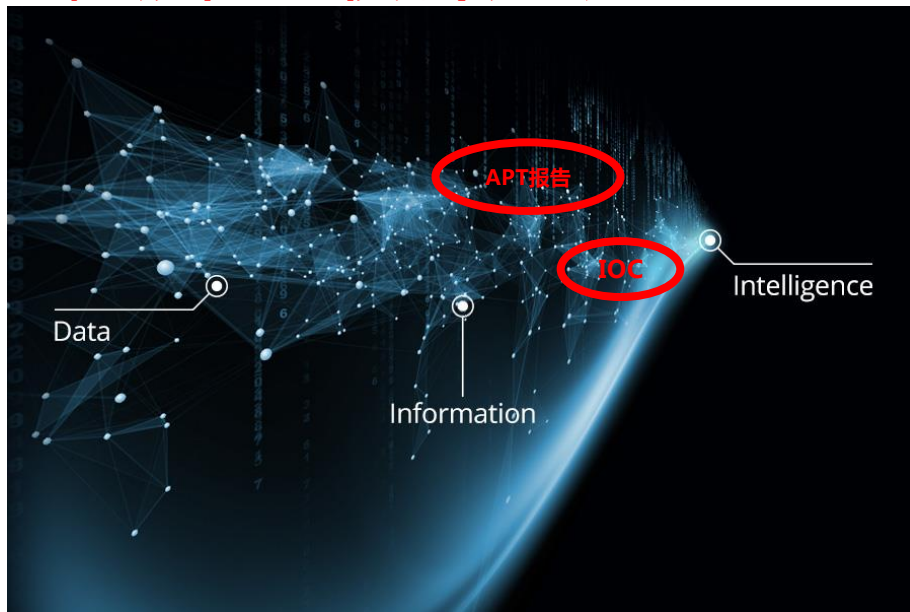 APT报告
IOC
Intelligence
Data
Information